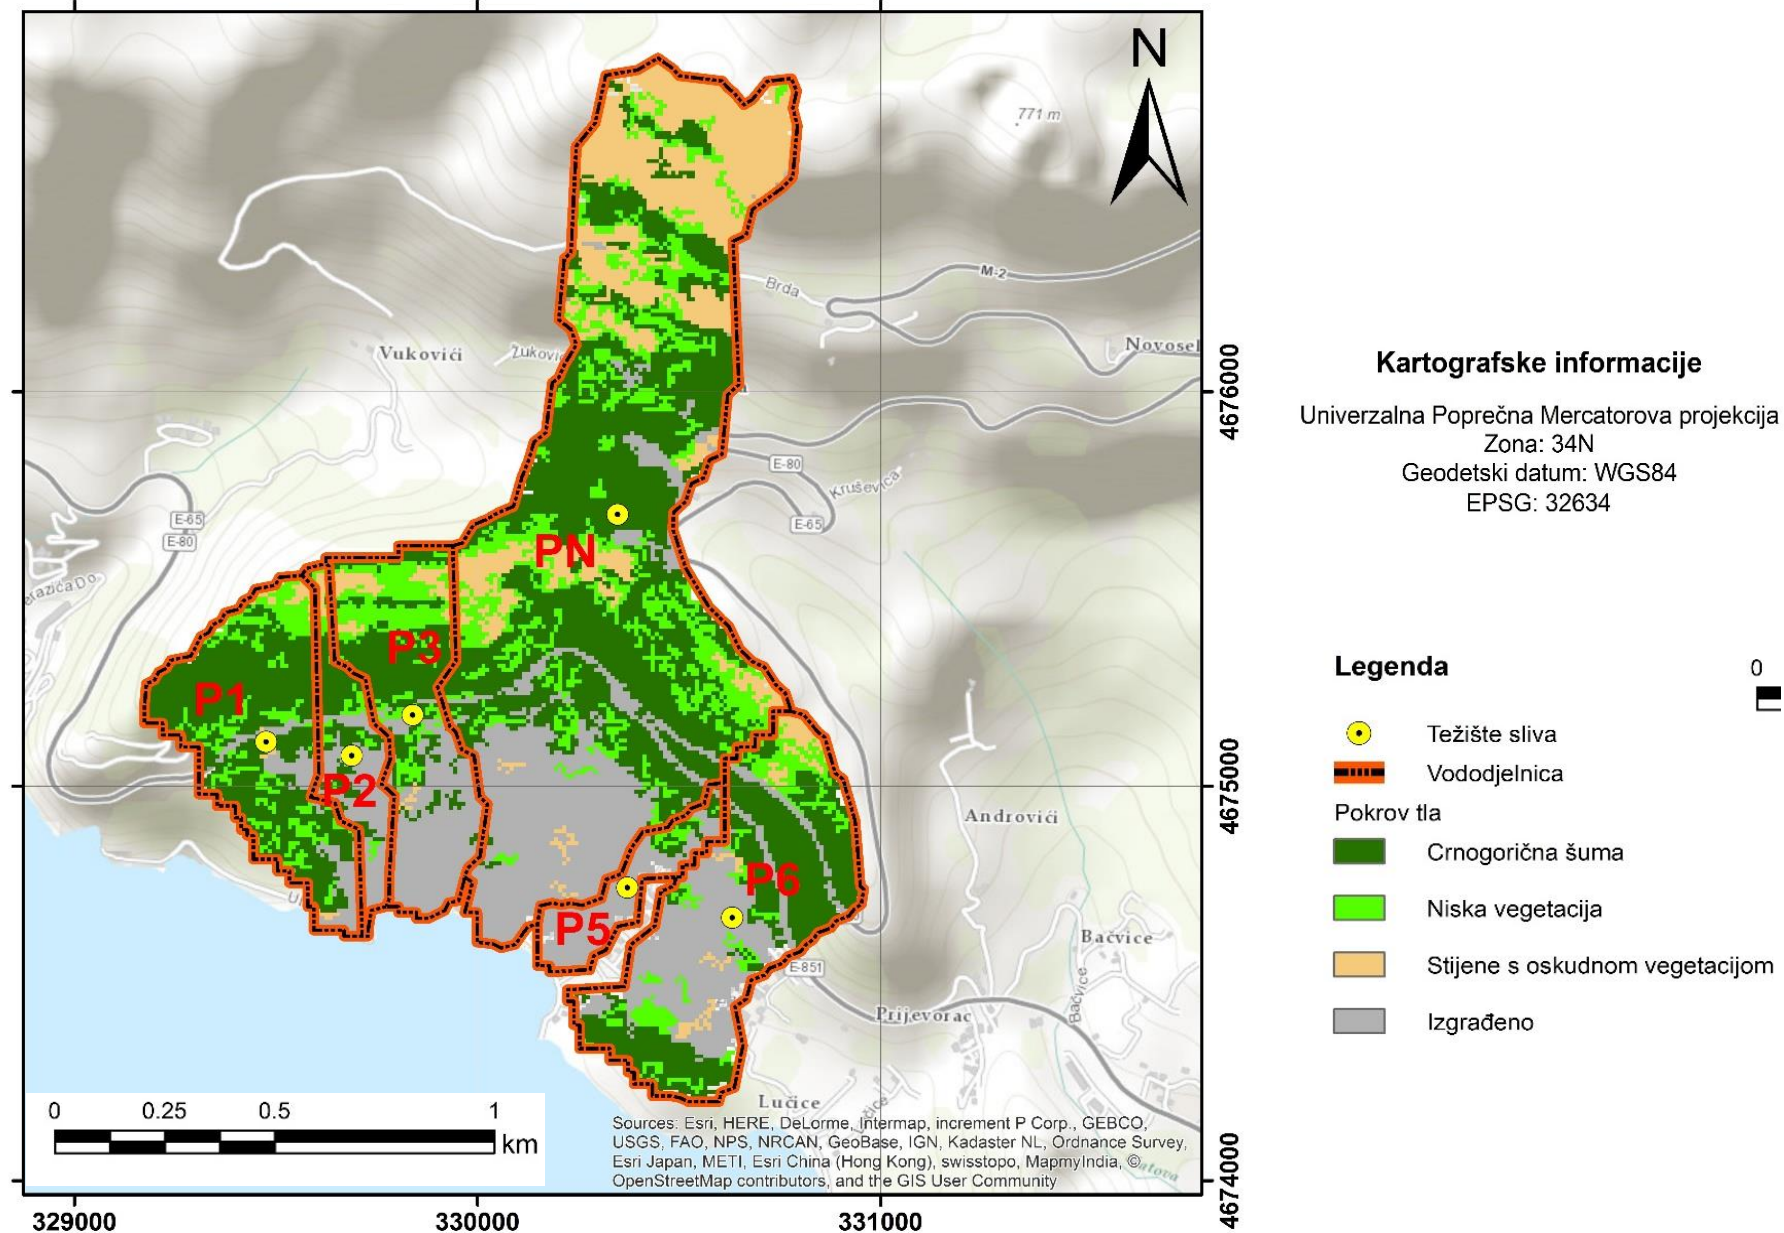 N
771 m
M-2
Brda
Vukovići
Novosel
4676000
E-80
Kruševica
E-65
E-65
E-80
PN
P3
P1
P2
P6
P5
4675000
Androvići
Bačvice
Bačvice
E-851
Prijevorac
Lučice
0 0.25 0.5 1
km
Sources: Esri, HERE, DeLorme, Intermap, increment P Corp., GEBCO,
USGS, FAO, NPS, NRCAN, GeoBase, IGN, Kadaster NL, Ordnance Survey,
Esri Japan, METI, Esri China (Hong Kong), swisstopo, MapmyIndia, ©
OpenStreetMap contributors, and the GIS User Community
4674000
329000 330000 331000
Kartografske informacije
Univerzalna Poprečna Mercatorova projekcija
Zona: 34N
Geodetski datum: WGS84
EPSG: 32634
Legenda
0
Težište sliva
Vododjelnica
Pokrov tla
Crnogorična šuma
Niska vegetacija
Stijene s oskudnom vegetacijom
Izgrađeno